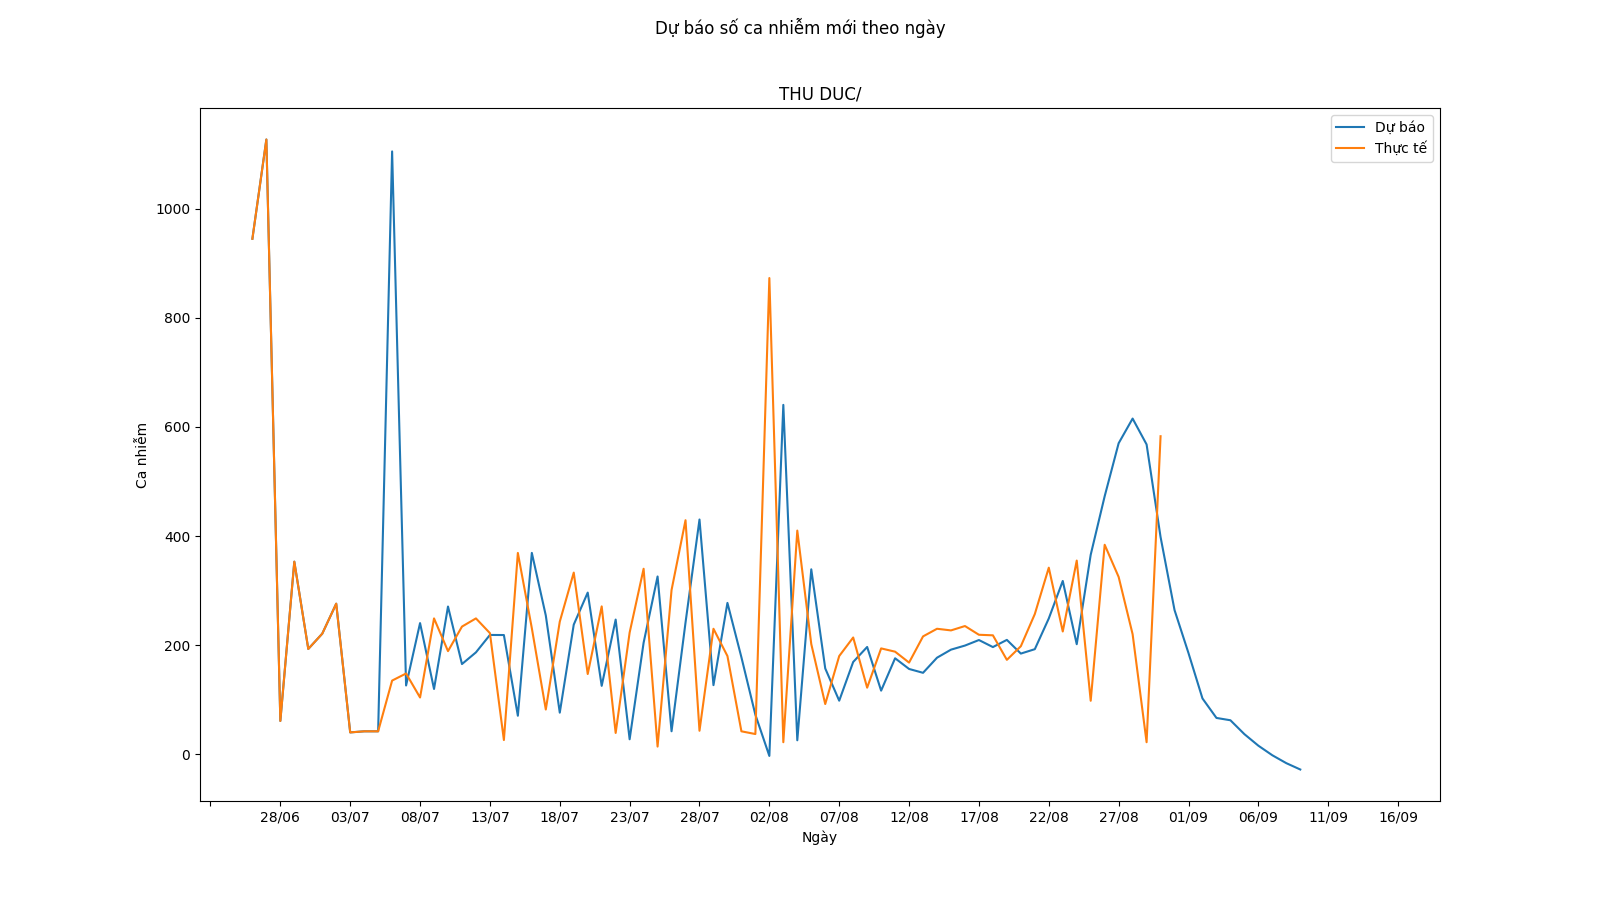 Dự báo số ca nhiễm mới theo ngày
THU DUC/
Dự báo
Thực tế
1000
800
600
400
200
0
Ca nhiễm
28/06 03/07 08/07 13/07 18/07 23/07 28/07 02/08 07/08 12/08 17/08 22/08 27/08 01/09 06/09 11/09 16/09
Ngày